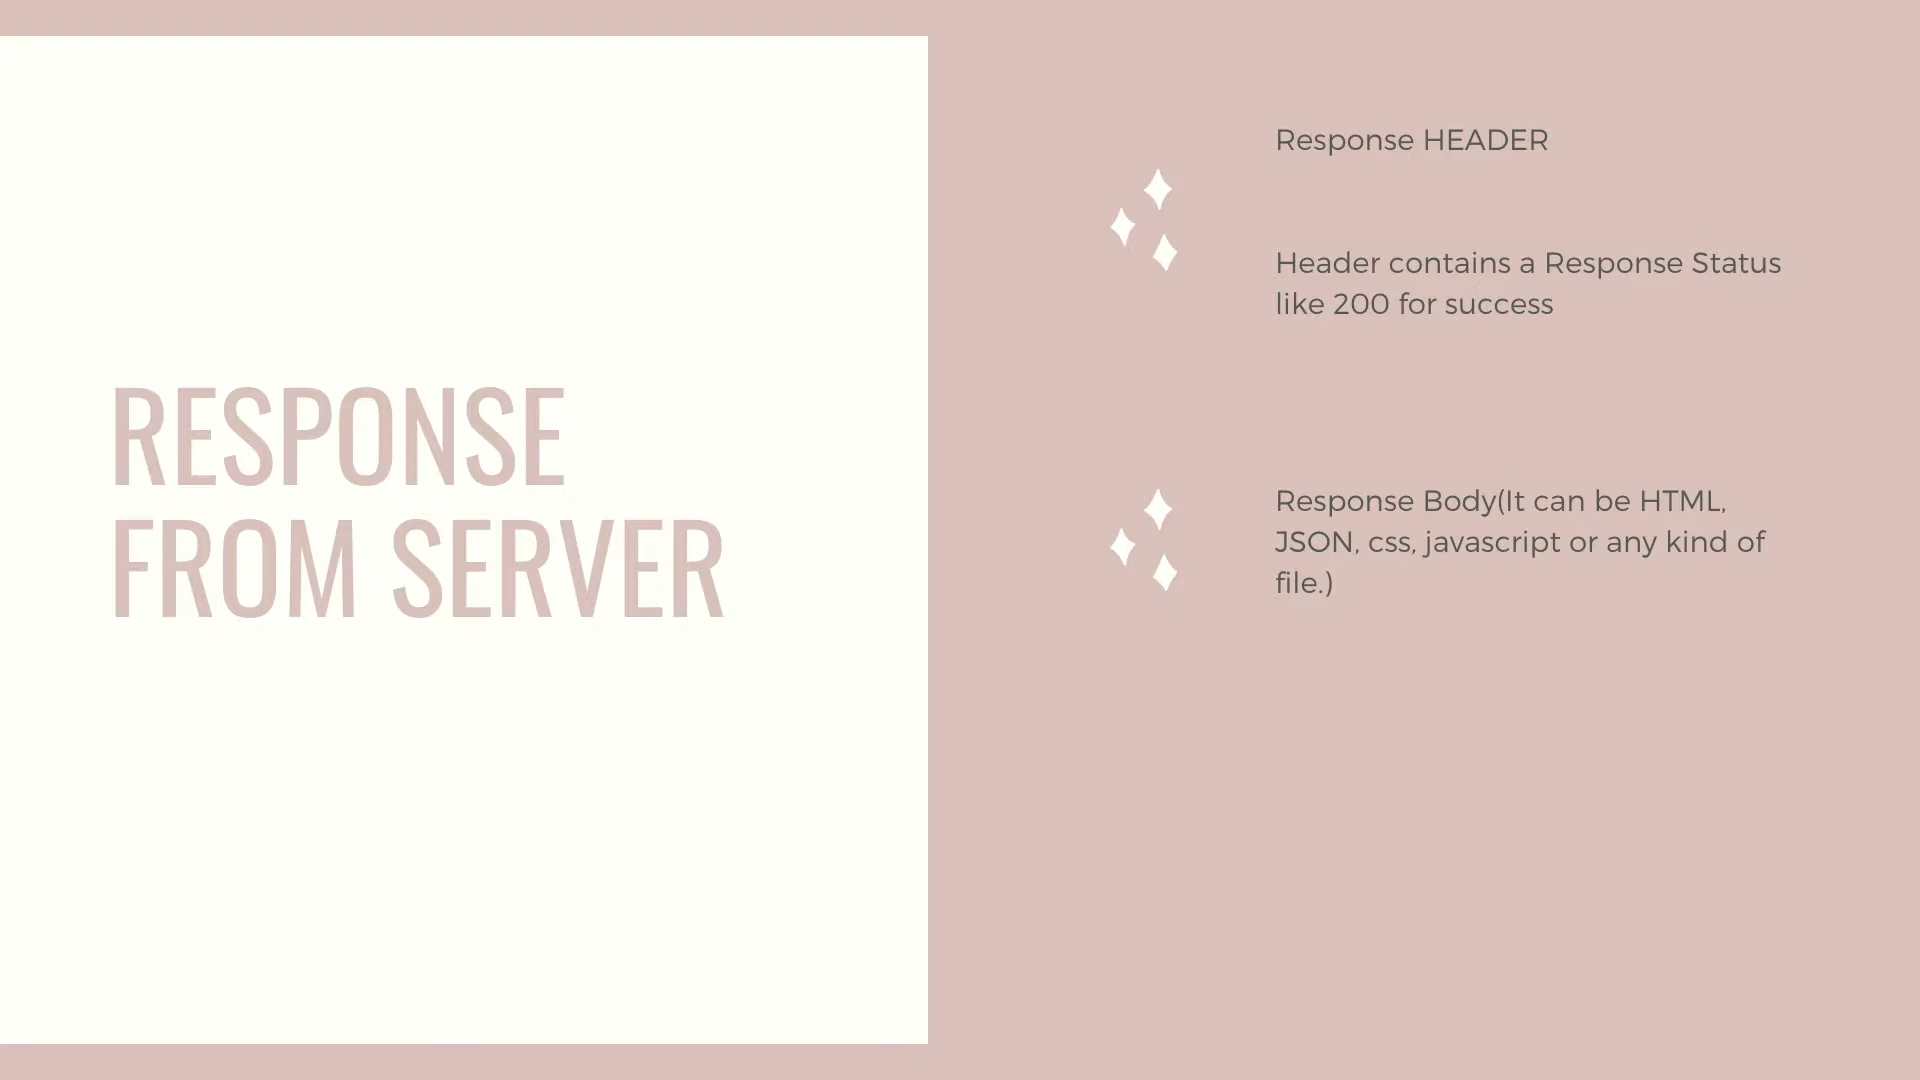 RESPONSE
FROM SERVER
Response HEADER
Header contains a Response Status
like 200 for success
Response Body(It can be HTML,
JSON, css, javascript or any kind of
file.)